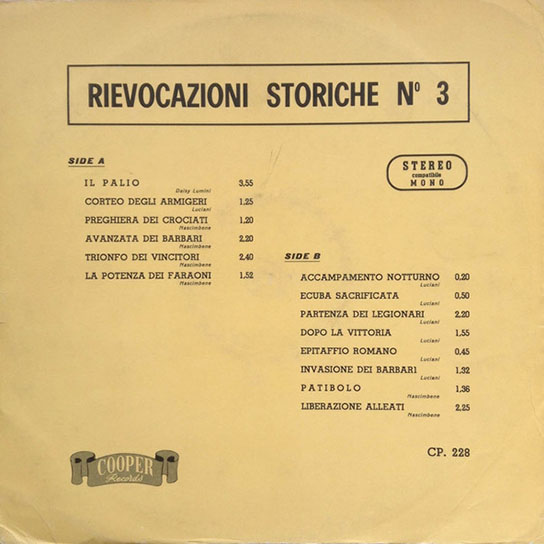 RIEVOCAZIONI STORICHE Nº 3
SIDE A
IL PALIO 3,55
Daisy Lumini
CORTEO DEGLI ARMIGERI 1,25
Luciani
PREGHIERA DEI CROCIATI 1,20
Nascimbene
AVANZATA DEI BARBARI 2,20
Nascimbene
TRIONFO DEI VINCITORI 2,40
Nascimbene
LA POTENZA DEI FARAONI 1,52
Nascimbene
STEREO
compatibile
MONO
SIDE B
ACCAMPAMENTO NOTTURNO 0,20
Luciani
ECUBA SACRIFICATA 0,50
Luciani
PARTENZA DEI LEGIONARI 2,20
Luciani
DOPO LA VITTORIA 1,55
Luciani
EPITAFFIO ROMANO 0,45
Luciani
INVASIONE DEI BARBARI 1,32
Luciani
PATIBOLO 1,36
Nascimbene
LIBERAZIONE ALLEATI 2,25
Nascimbene
COOPER
Records
CP. 228